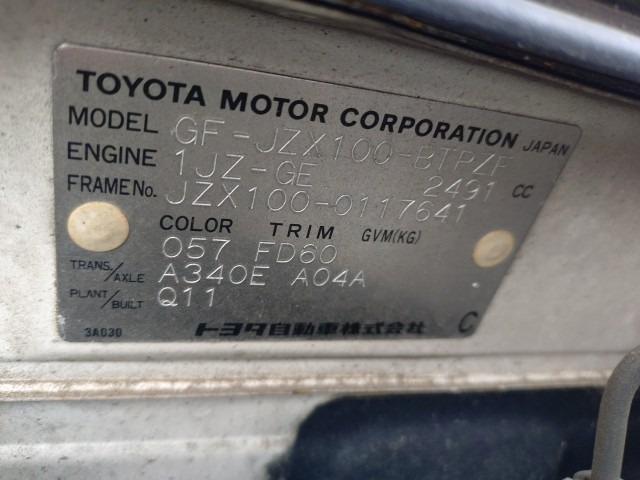 TOYOTA MOTOR CORPORATION JAPAN
MODEL GF-JZX100-BTPZF
ENGINE 1JZ-GE 2491 CC
FRAME No. JZX100-0117641
COLOR TRIM GVM(KG)
057 FD60
TRANS/AXLE A340E A04A
PLANT/BUILT Q11
3A030 トヨタ自動車株式会社 C